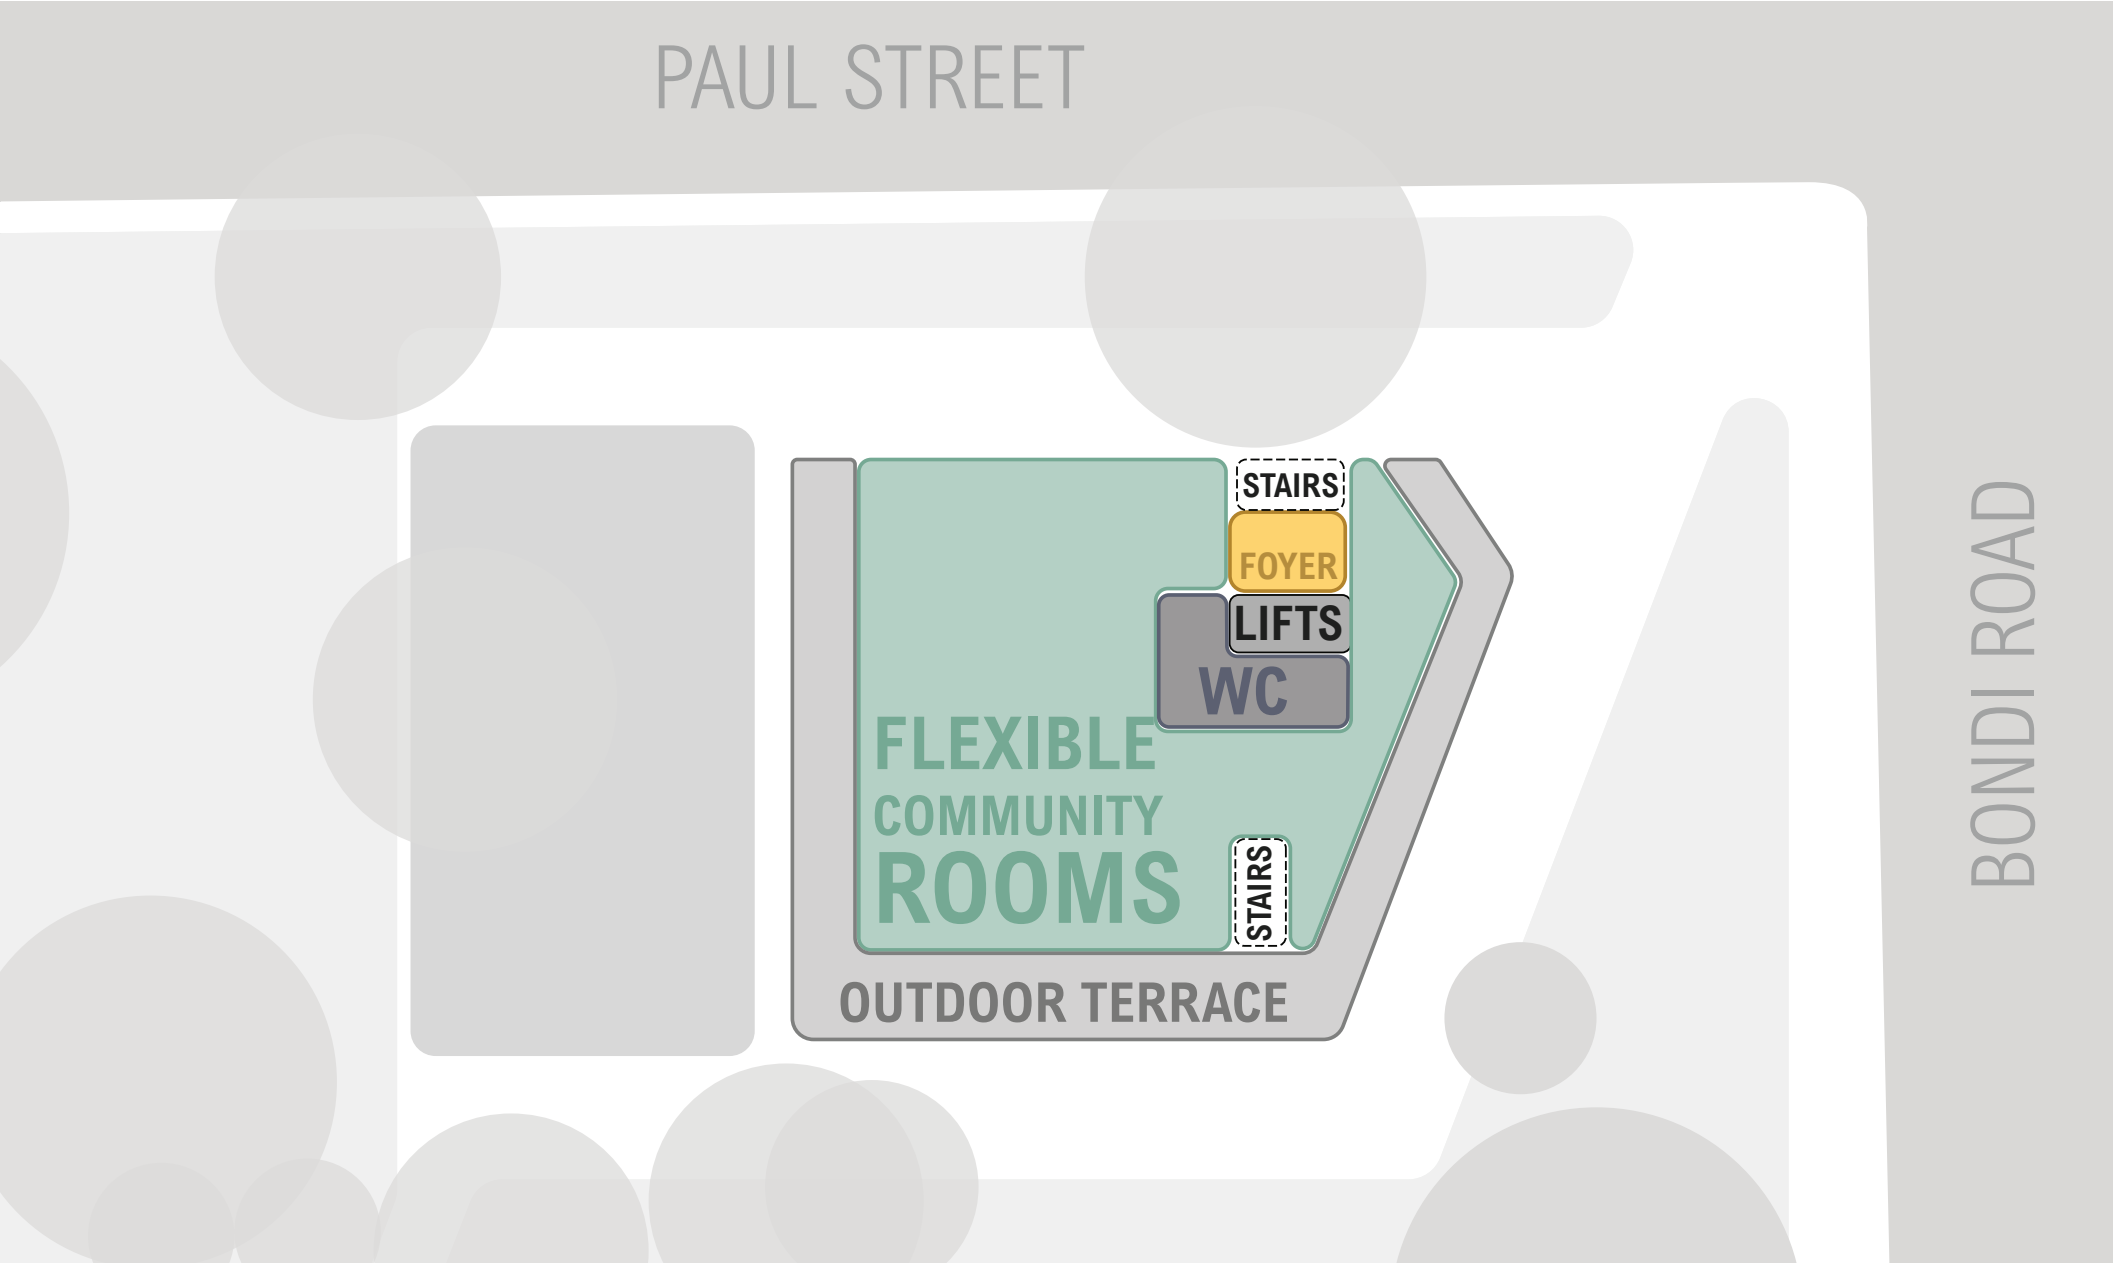 PAUL STREET
STAIRS
FOYER
LIFTS
WC
FLEXIBLE
COMMUNITY
ROOMS
STAIRS
OUTDOOR TERRACE
BONDI ROAD